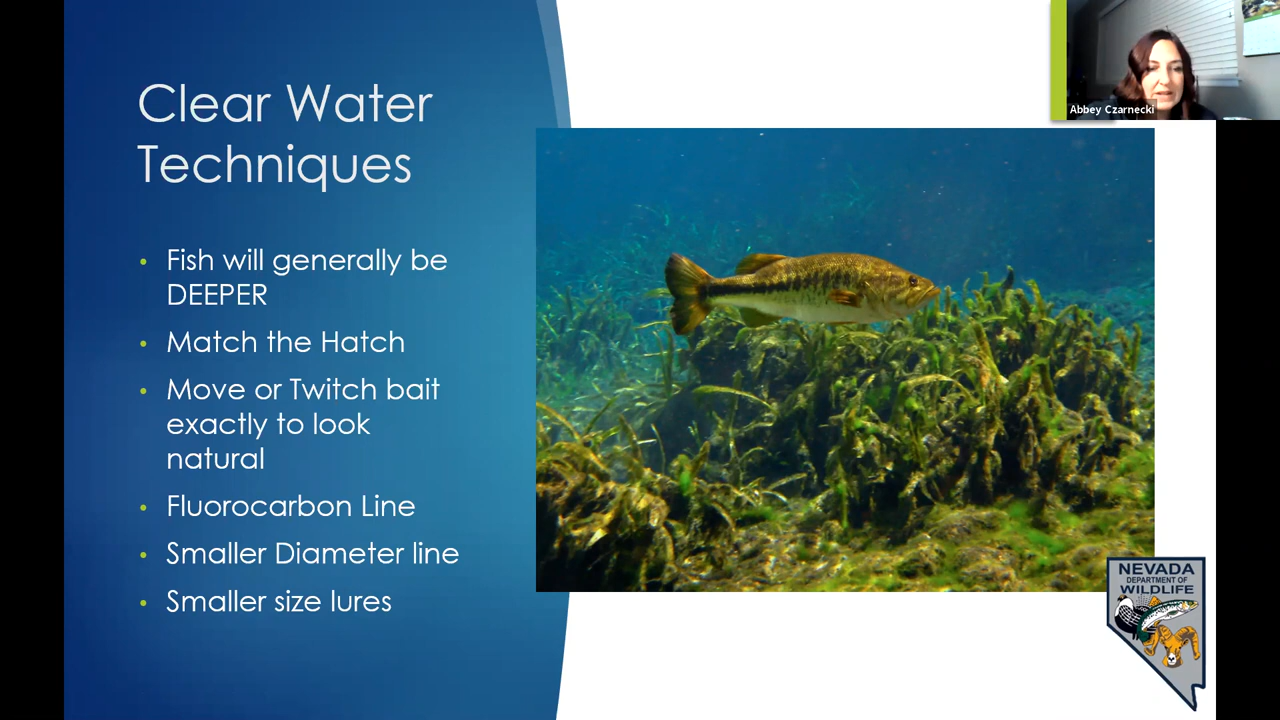 Clear Water
Techniques
• Fish will generally be
DEEPER
• Match the Hatch
• Move or Twitch bait
exactly to look
natural
• Fluorocarbon Line
• Smaller Diameter line
• Smaller size lures
Abbey Czarnecki
NEVADA
DEPARTMENT OF
WILDLIFE